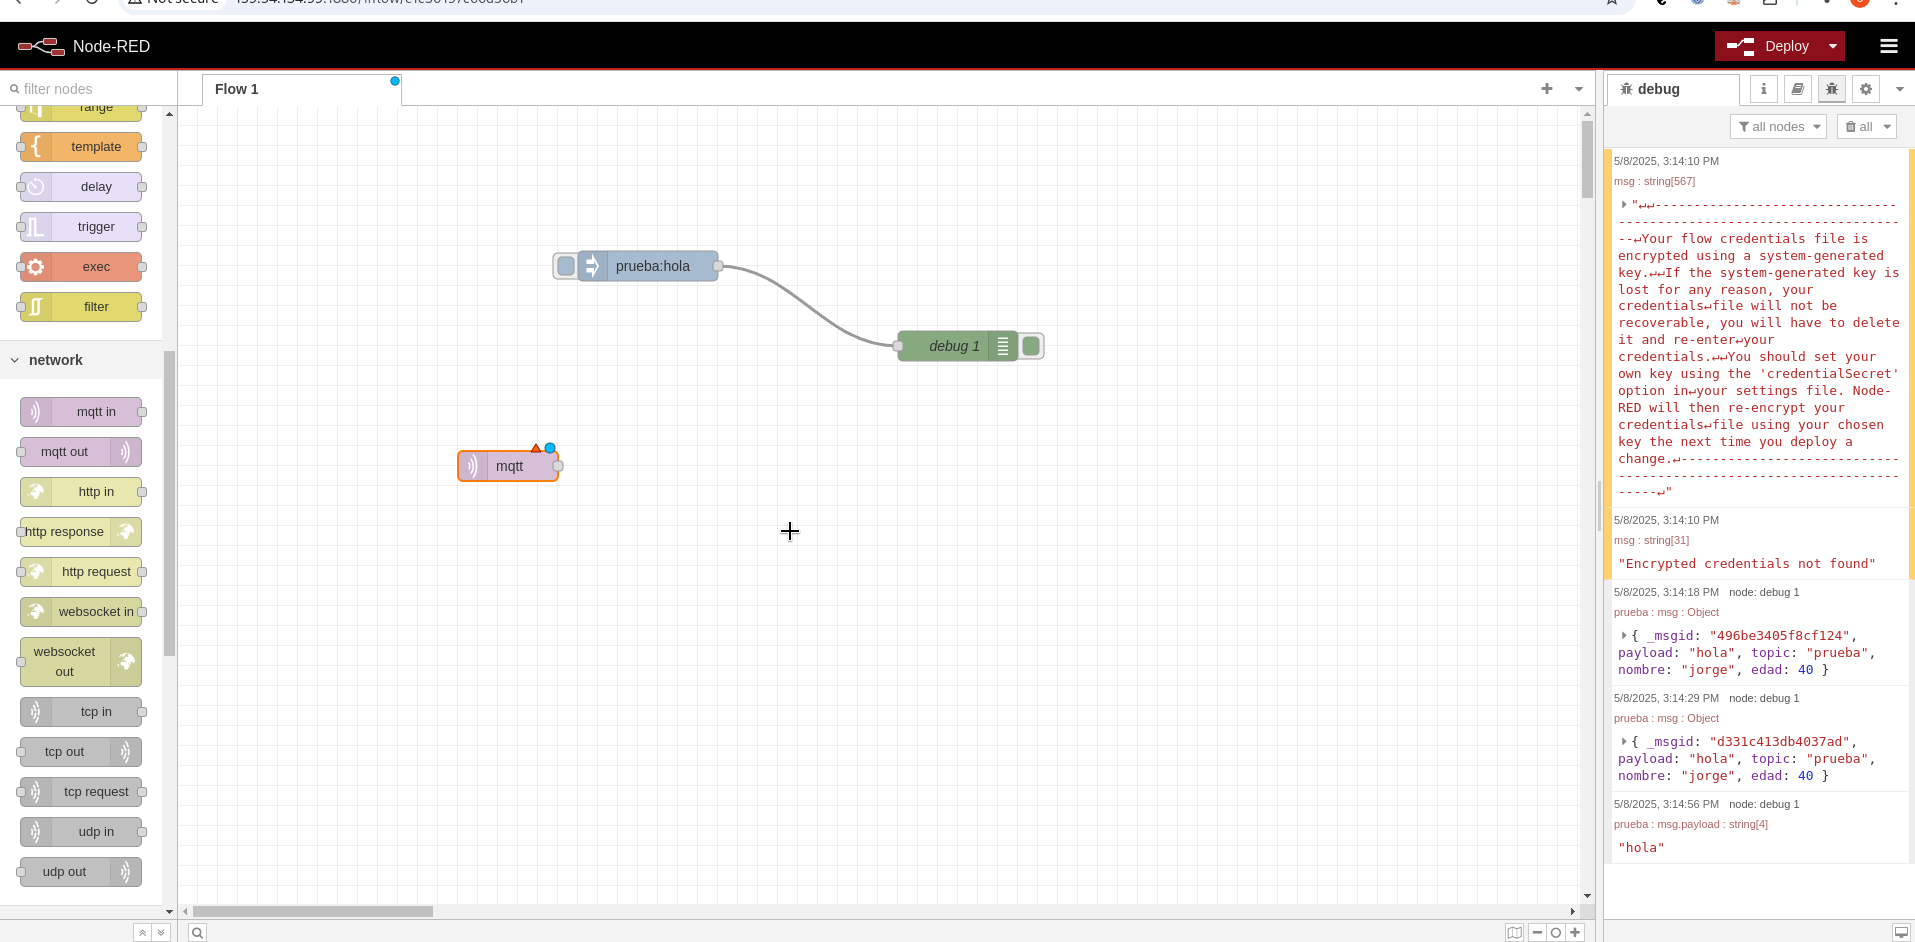 Node-RED
Deploy
filter nodes
Flow 1
debug
all nodes
all
range
template
delay
trigger
exec
filter
network
mqtt in
mqtt out
http in
http response
http request
websocket in
websocket
out
tcp in
tcp out
tcp request
udp in
udp out
prueba:hola
debug 1
mqtt
5/8/2025, 3:14:10 PM
msg : string[567]
"↵↵-------------------------------
------------------------------------
--↵Your flow credentials file is
encrypted using a system-generated
key.↵↵If the system-generated key is
lost for any reason, your
credentials↵file will not be
recoverable, you will have to delete
it and re-enter↵your
credentials.↵↵You should set your
own key using the 'credentialSecret'
option in↵your settings file. Node-
RED will then re-encrypt your
credentials↵file using your chosen
key the next time you deploy a
change.↵----------------------------
------------------------------------
-----↵"
5/8/2025, 3:14:10 PM
msg : string[31]
"Encrypted credentials not found"
5/8/2025, 3:14:18 PM node: debug 1
prueba : msg : Object
{ _msgid: "496be3405f8cf124",
payload: "hola", topic: "prueba",
nombre: "jorge", edad: 40 }
5/8/2025, 3:14:29 PM node: debug 1
prueba : msg : Object
{ _msgid: "d331c413db4037ad",
payload: "hola", topic: "prueba",
nombre: "jorge", edad: 40 }
5/8/2025, 3:14:56 PM node: debug 1
prueba : msg.payload : string[4]
"hola"